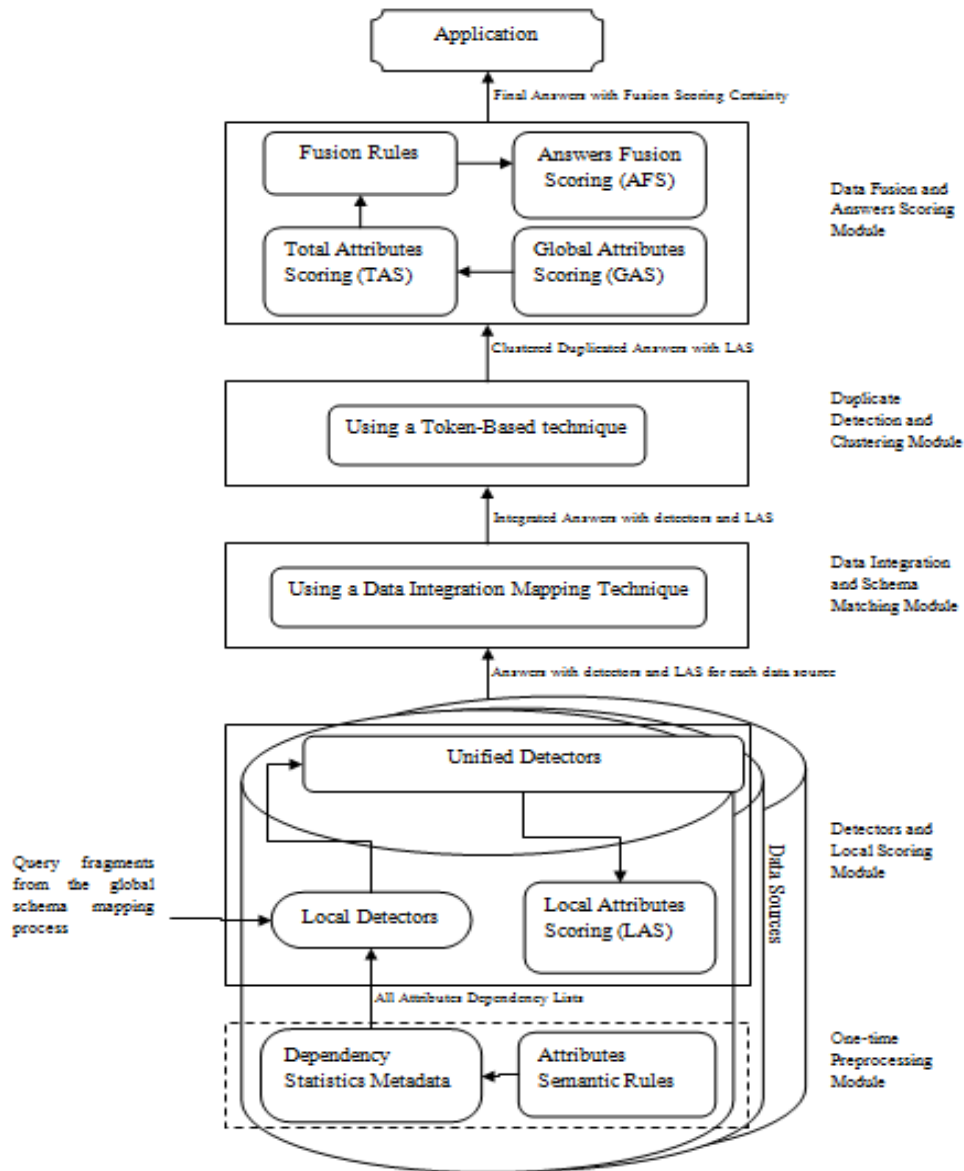 Application
Final Answers with Fusion Scoring Certainty
Fusion Rules
Answers Fusion
Scoring (AFS)
Total Attributes
Scoring (TAS)
Global Attributes
Scoring (GAS)
Data Fusion and
Answers Scoring
Module
Clustered Duplicated Answers with LAS
Using a Token-Based technique
Duplicate
Detection and
Clustering Module
Integrated Answers with detectors and LAS
Using a Data Integration Mapping Technique
Data Integration
and Schema
Matching Module
Answers with detectors and LAS for each data source
Unified Detectors
Query fragments
from the global
schema mapping
process
Local Detectors
Local Attributes
Scoring (LAS)
Data Sources
Detectors and
Local Scoring
Module
All Attributes Dependency Lists
Dependency
Statistics Metadata
Attributes
Semantic Rules
One-time
Preprocessing
Module